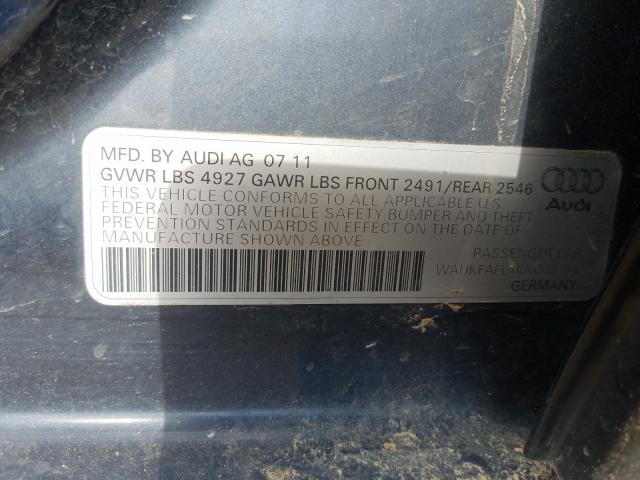 MFD. BY AUDI AG 07 11
GVWR LBS 4927 GAWR LBS FRONT 2491/REAR 2546
THIS VEHICLE CONFORMS TO ALL APPLICABLE U.S
FEDERAL MOTOR VEHICLE SAFETY BUMPER AND THEFT
PREVENTION STANDARDS IN EFFECT ON THE DATE OF
MANUFACTURE SHOWN ABOVE
Audi
PASSENGER CAR
GERMANY